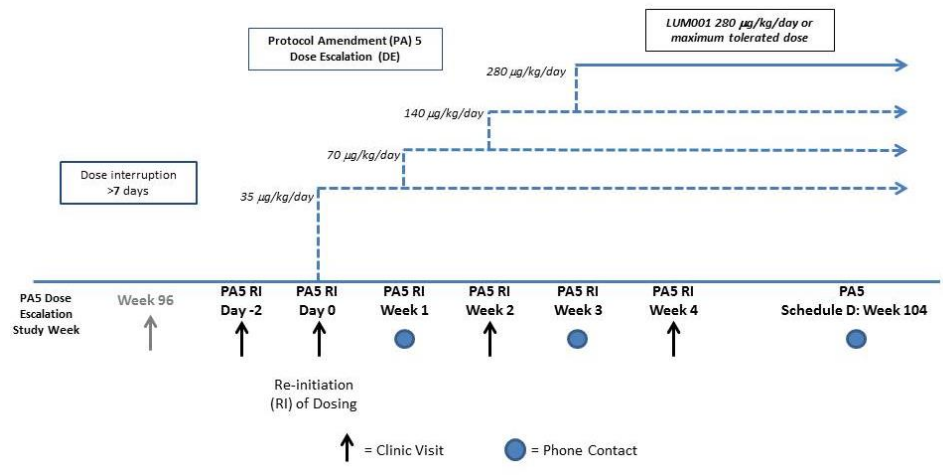 LUM001 280 µg/kg/day or
maximum tolerated dose
Protocol Amendment (PA) 5
Dose Escalation (DE)
280 µg/kg/day
140 µg/kg/day
70 µg/kg/day
Dose interruption
>7 days
35 µg/kg/day
PA5 Dose
Escalation
Study Week
Week 96
PA5 RI
Day -2
PA5 RI
Day 0
PA5 RI
Week 1
PA5 RI
Week 2
PA5 RI
Week 3
PA5 RI
Week 4
PA5
Schedule D: Week 104
Re-initiation
(RI) of Dosing
= Clinic Visit
= Phone Contact